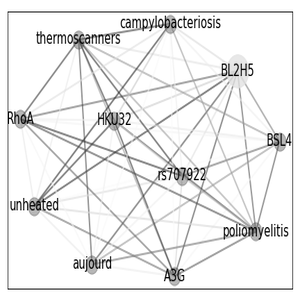 campylobacteriosis
thermoscanners
BL2H5
RhoA
HKU32
BSL4
rs707922
unheated
poliomyelitis
aujourd
A3G